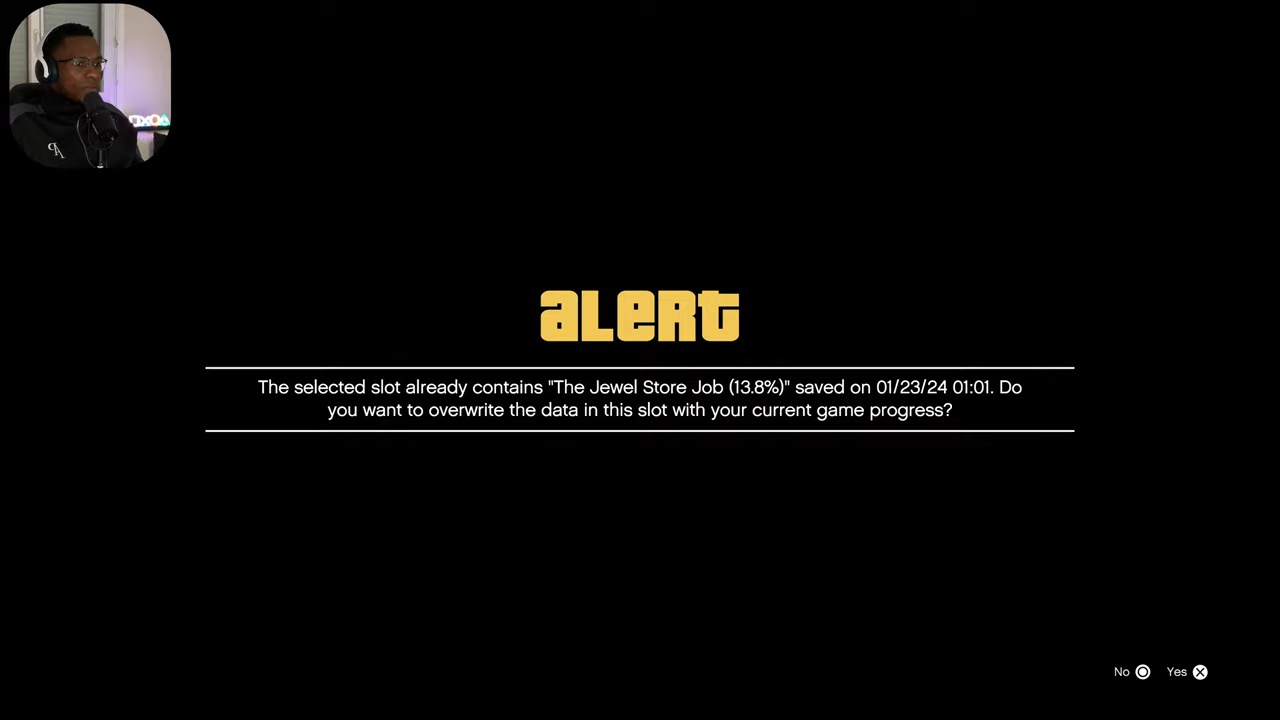 aLeRt
The selected slot already contains "The Jewel Store Job (13.8%)" saved on 01/23/24 01:01. Do
you want to overwrite the data in this slot with your current game progress?
No Yes